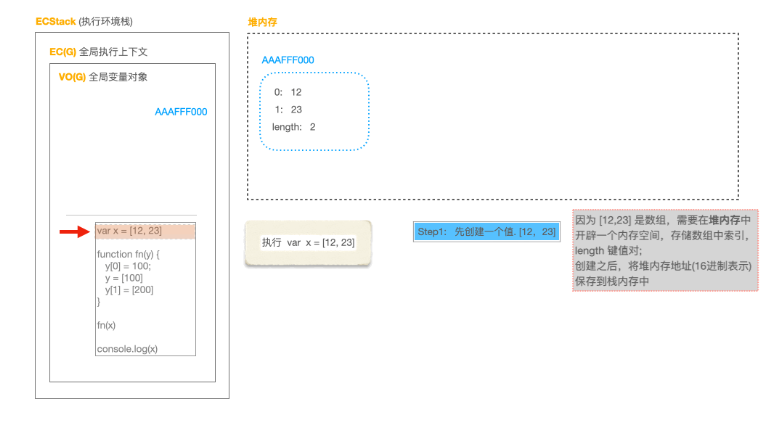 ECStack (执行环境栈)
EC(G) 全局执行上下文
VO(G) 全局变量对象
AAAFFF000
var x = [12, 23]
function fn(y) {
y[0] = 100;
y = [100]
y[1] = [200]
}
fn(x)
console.log(x)
堆内存
AAAFFF000
0: 12
1: 23
length: 2
执行 var x = [12, 23]
Step1: 先创建一个值. [12, 23]
因为 [12,23] 是数组，需要在堆内存中
开辟一个内存空间，存储数组中索引，
length 键值对;
创建之后，将堆内存地址(16进制表示)
保存到栈内存中